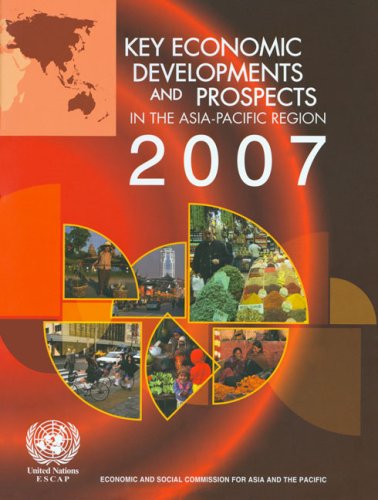 KEY ECONOMIC
DEVELOPMENTS
AND PROSPECTS
IN THE ASIA-PACIFIC REGION
2007
United Nations
ESCAP
ECONOMIC AND SOCIAL COMMISSION FOR ASIA AND THE PACIFIC